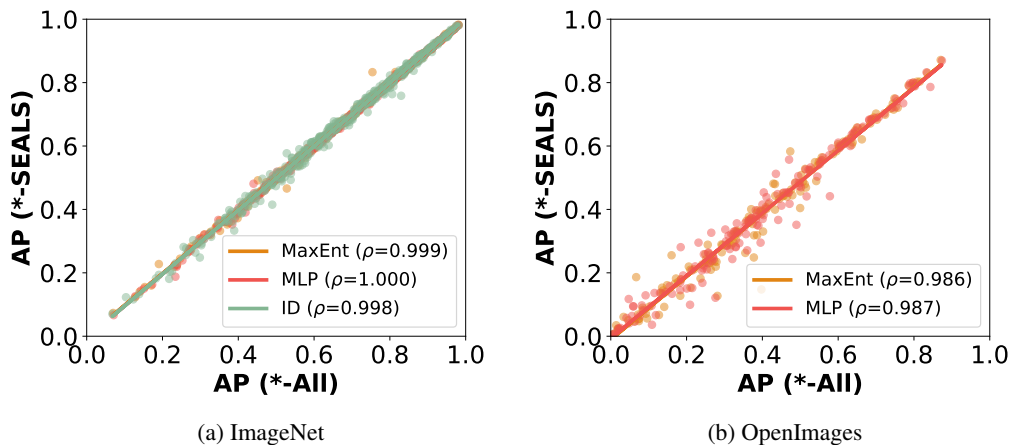 1.0
0.8
0.6
0.4
0.2
0.0
AP (*-SEALS)
MaxEnt (ρ=0.999)
MLP (ρ=1.000)
ID (ρ=0.998)
0.0 0.2 0.4 0.6 0.8 1.0
AP (*-All)
(a) ImageNet
1.0
0.8
0.6
0.4
0.2
0.0
AP (*-SEALS)
MaxEnt (ρ=0.986)
MLP (ρ=0.987)
0.0 0.2 0.4 0.6 0.8 1.0
AP (*-All)
(b) OpenImages